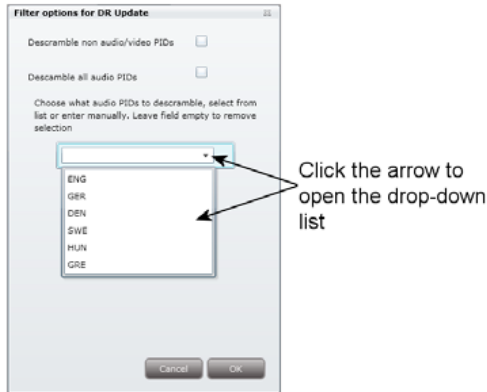 Filter options for DR Update
Descramble non audio/video PIDs
Descamble all audio PIDs
Choose what audio PIDs to descramble, select from
list or enter manually. Leave field empty to remove
selection
ENG
GER
DEN
SWE
HUN
GRE
Click the arrow to
open the drop-down
list
Cancel OK